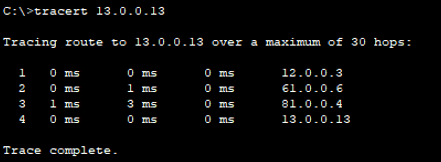 C:\>tracert 13.0.0.13
Tracing route to 13.0.0.13 over a maximum of 30 hops:
1 0 ms 0 ms 0 ms 12.0.0.3
2 0 ms 1 ms 0 ms 61.0.0.6
3 1 ms 3 ms 0 ms 81.0.0.4
4 0 ms 0 ms 0 ms 13.0.0.13
Trace complete.